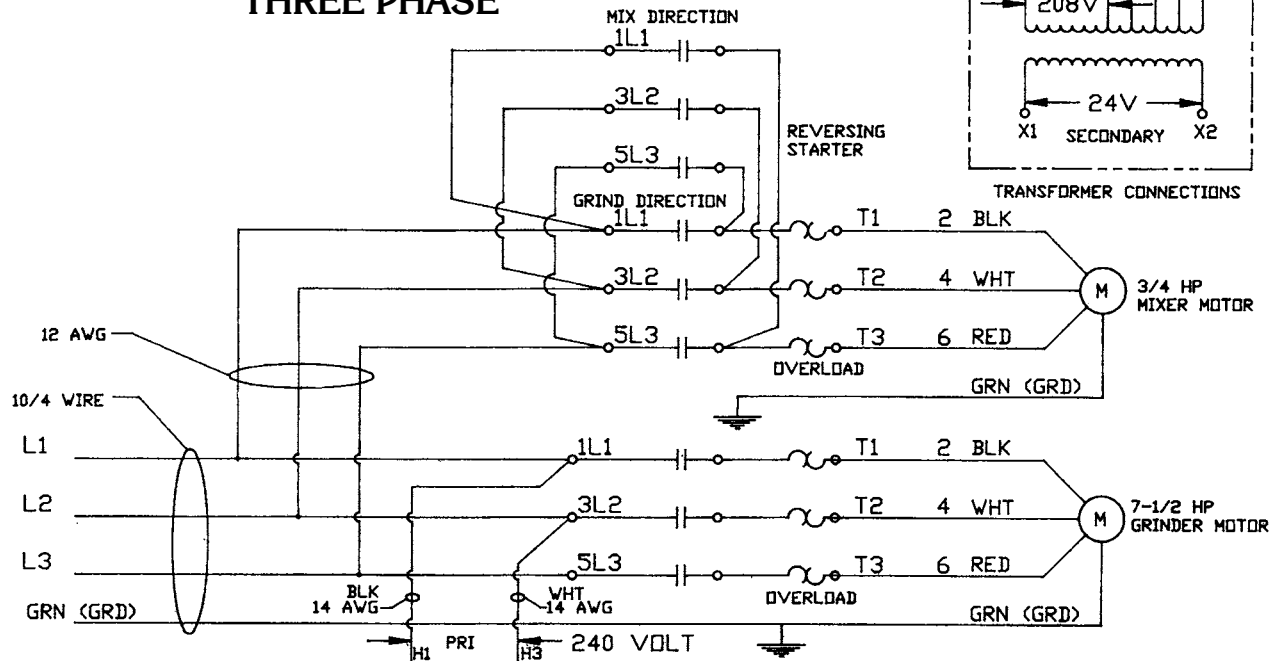 THREE PHASE
MIX DIRECTION
1L1
3L2
5L3
REVERSING
STARTER
GRIND DIRECTION
1L1
3L2
5L3
208V
24V
X1
SECONDARY
X2
TRANSFORMER CONNECTIONS
T1 2 BLK
T2 4 WHT
T3 6 RED
OVERLOAD
GRN (GRD)
M
3/4 HP
MIXER MOTOR
12 AWG
10/4 WIRE
L1
L2
L3
GRN (GRD)
1L1
3L2
5L3
T1 2 BLK
T2 4 WHT
T3 6 RED
OVERLOAD
GRN (GRD)
M
7-1/2 HP
GRINDER MOTOR
BLK
14 AWG
WHT
14 AWG
H1
PRI
H3
240 VOLT